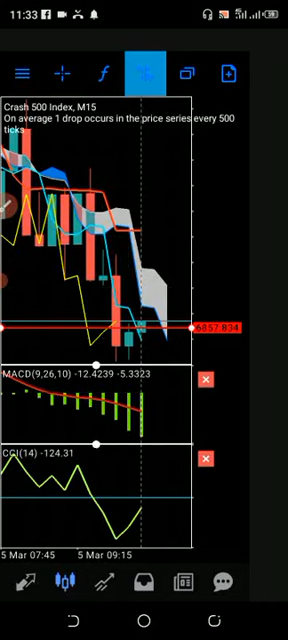 11:33
Crash 500 Index, M15
On average 1 drop occurs in the price series every 500
ticks
6857.834
MACD(9,26,10) -12.4239 -5.3323
CCI(14) -124.31
5 Mar 07:45 5 Mar 09:15